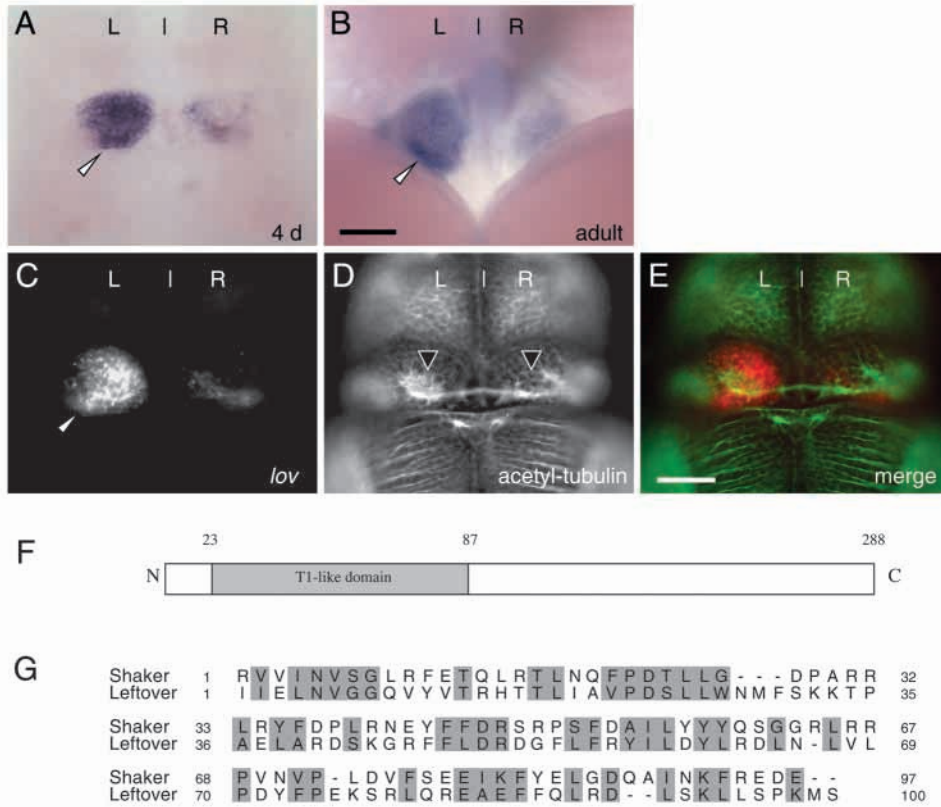 A L I R 4 d
B L I R adult
C L I R lov
D L I R acetyl-tubulin
E L I R merge
F 23 87 288
N T1-like domain C
G
Shaker 1 R V V I N V S G L R F E T Q L R T L N Q F P D T L L G - - - D P A R R 32
Leftover 1 I I E L N V G G Q V Y V T R H T T L I A V P D S L L W N M F S K K T P 35
Shaker 33 L R Y F D P L R N E Y F F D R S R P S F D A I L Y Y Y Q S G G R L R R 67
Leftover 36 A E L A R D S K G R F F L D R D G F L F R Y I L D Y L R D L N - L V L 69
Shaker 68 P V N V P - L D V F S E E I K F Y E L G D Q A I N K F R E D E - - 97
Leftover 70 P D Y F P E K S R L Q R E A E F F Q L R D - - L S K L L S P K M S 100